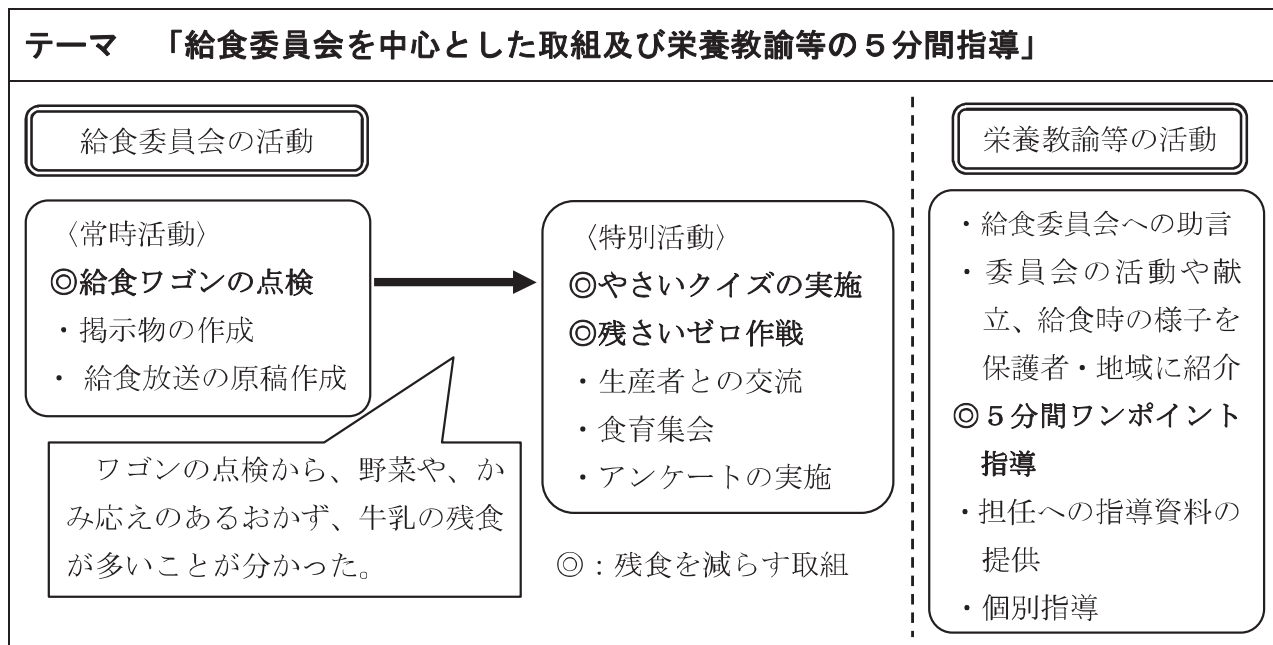 テーマ　「給食委員会を中心とした取組及び栄養教諭等の５分間指導」
給食委員会の活動
〈常時活動〉
◎給食ワゴンの点検
・掲示物の作成
・ 給食放送の原稿作成
ワゴンの点検から、野菜や、か
み応えのあるおかず、牛乳の残食
が多いことが分かった。
〈特別活動〉
◎やさいクイズの実施
◎残さいゼロ作戦
・生産者との交流
・食育集会
・アンケートの実施
◎：残食を減らす取組
栄養教諭等の活動
・給食委員会への助言
・委員会の活動や献
立、給食時の様子を
保護者・地域に紹介
◎５分間ワンポイント
指導
・担任への指導資料の
提供
・個別指導